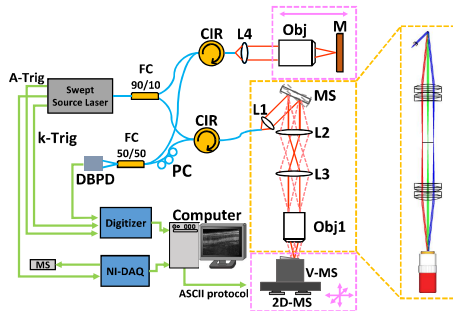 CIR
L4
Obj
M
A-Trig
FC
90/10
Swept
Source Laser
L1
MS
k-Trig
FC
50/50
CIR
L2
PC
DBPD
L3
Computer
Digitizer
Obj1
MS
NI-DAQ
V-MS
ASCII protocol
2D-MS